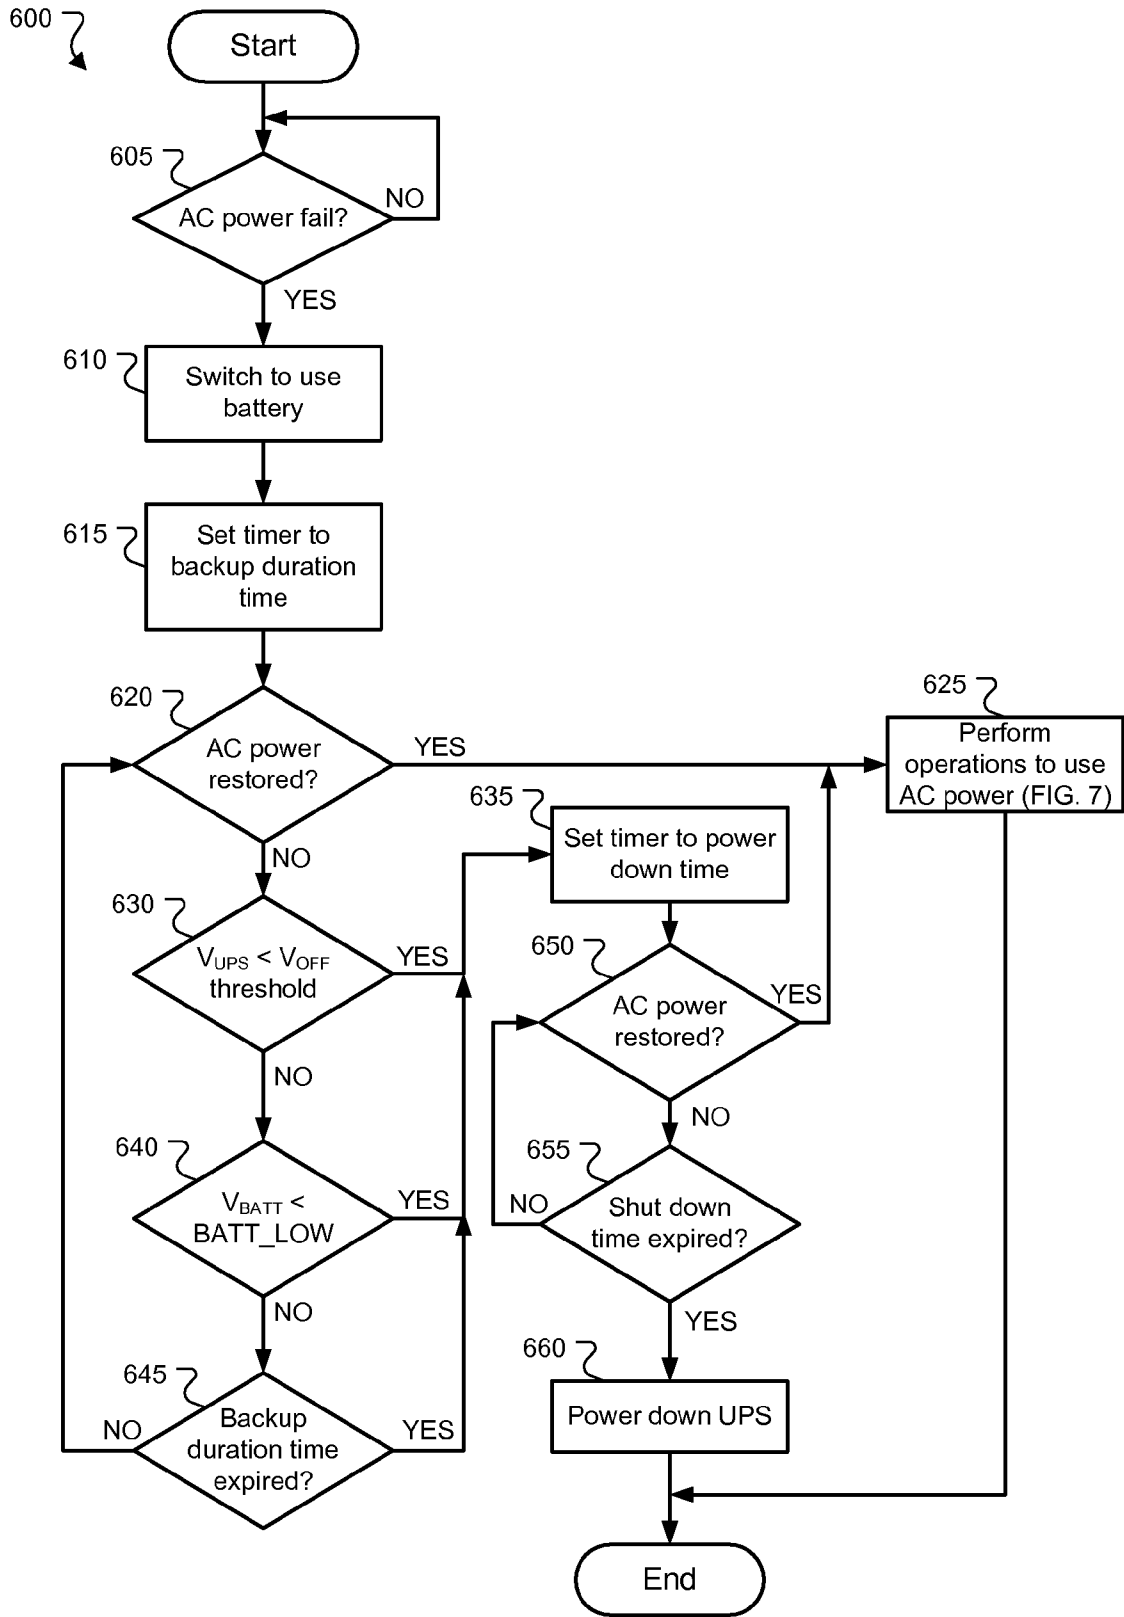 600
Start
605
AC power fail?
NO
YES
610
Switch to use
battery
615
Set timer to
backup duration
time
620
AC power
restored?
YES
NO
625
Perform
operations to use
AC power (FIG. 7)
630
V_UPS < V_OFF
threshold
YES
NO
635
Set timer to power
down time
640
V_BATT <
BATT_LOW
YES
NO
645
Backup
duration time
expired?
NO
YES
650
AC power
restored?
YES
NO
655
Shut down
time expired?
NO
YES
660
Power down UPS
End